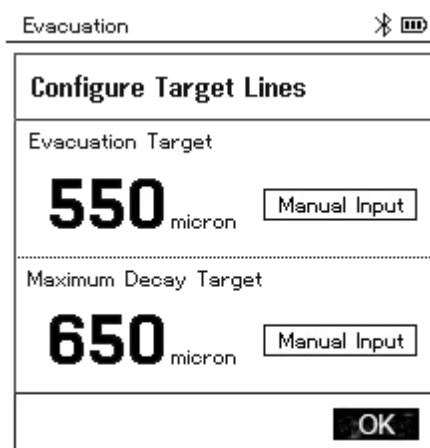 Evacuation
Configure Target Lines
Evacuation Target
550 micron Manual Input
Maximum Decay Target
650 micron Manual Input
OK